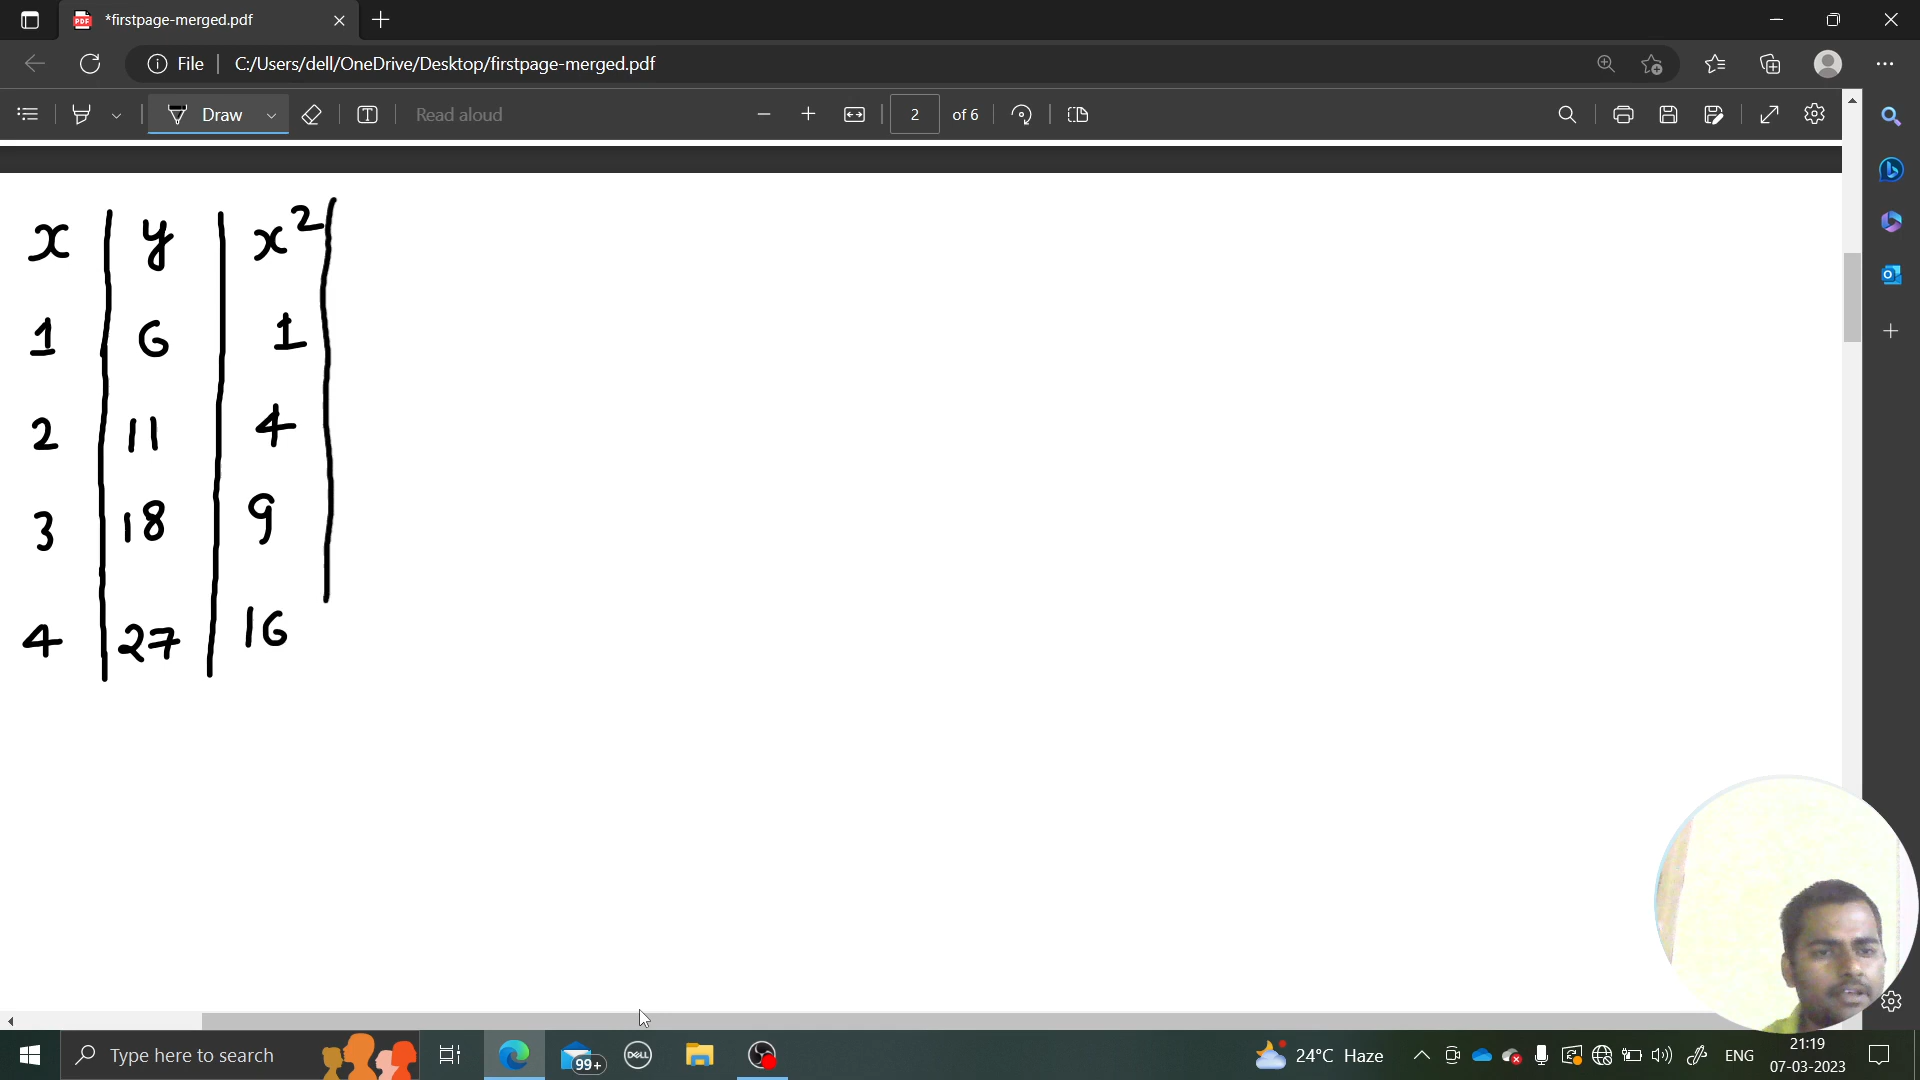 *firstpage-merged.pdf
File C:/Users/dell/OneDrive/Desktop/firstpage-merged.pdf
Draw Read aloud 2 of 6
x y x²
1 6 1
2 11 4
3 18 9
4 27 16
Type here to search 99+ DELL 24°C Haze ENG 21:19
07-03-2023